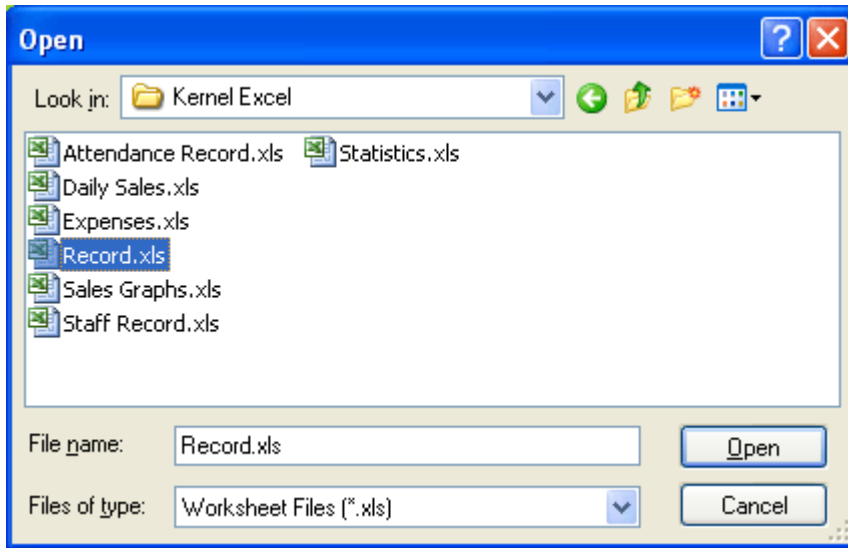 Open
Look in: Kernel Excel
Attendance Record.xls Statistics.xls
Daily Sales.xls
Expenses.xls
Record.xls
Sales Graphs.xls
Staff Record.xls
File name: Record.xls Open
Files of type: Worksheet Files (*.xls) Cancel